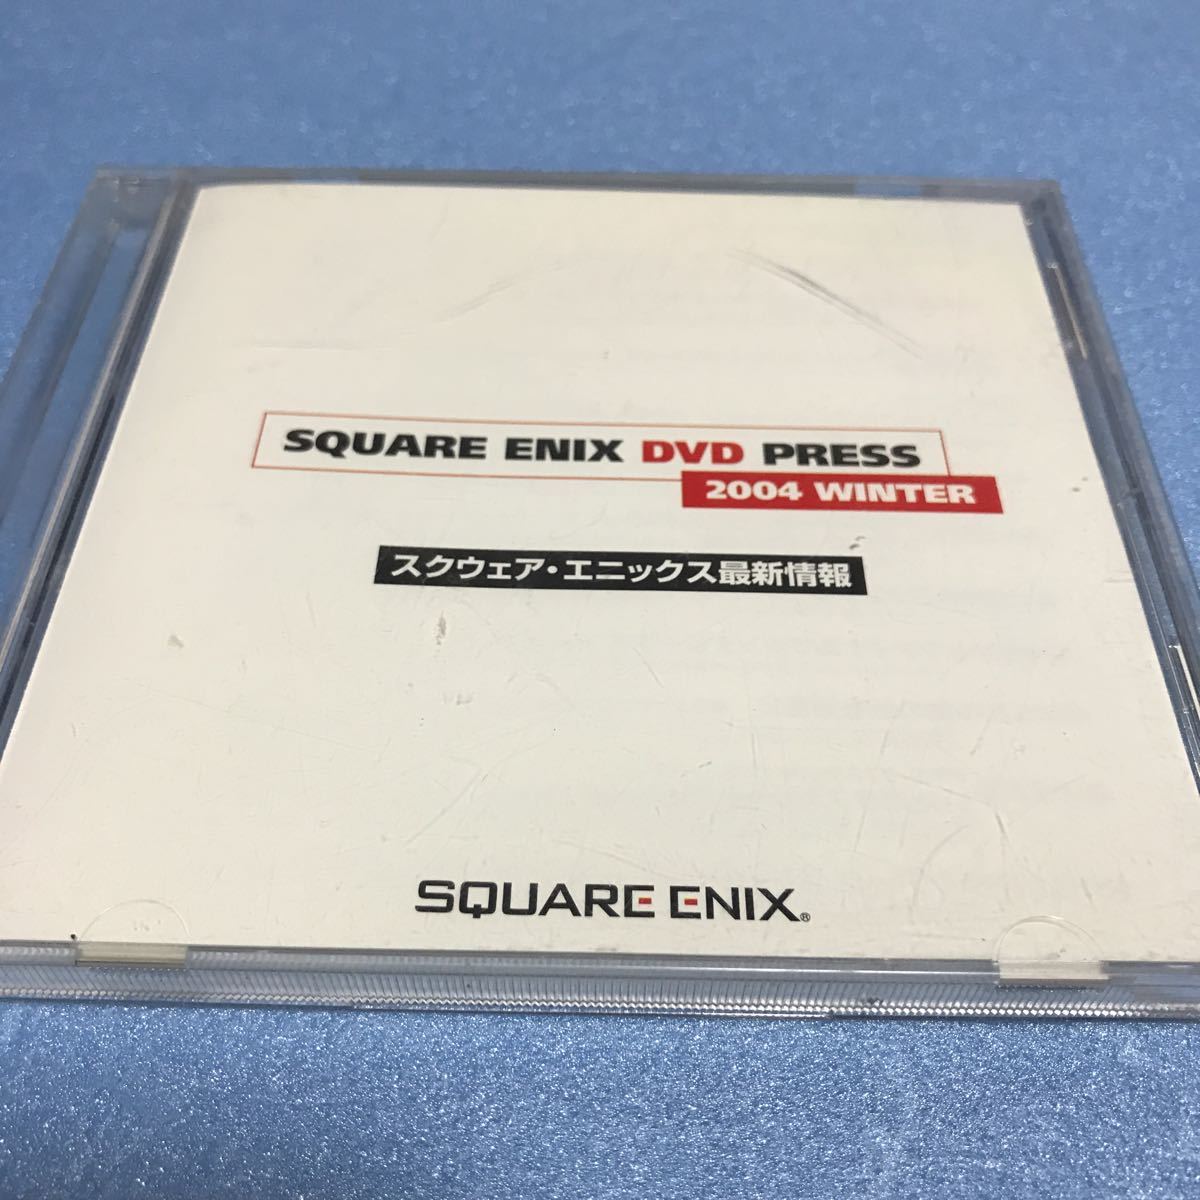 SQUARE ENIX DVD PRESS
2004 WINTER
スクウェア・エニックス最新情報
SQUARE ENIX®